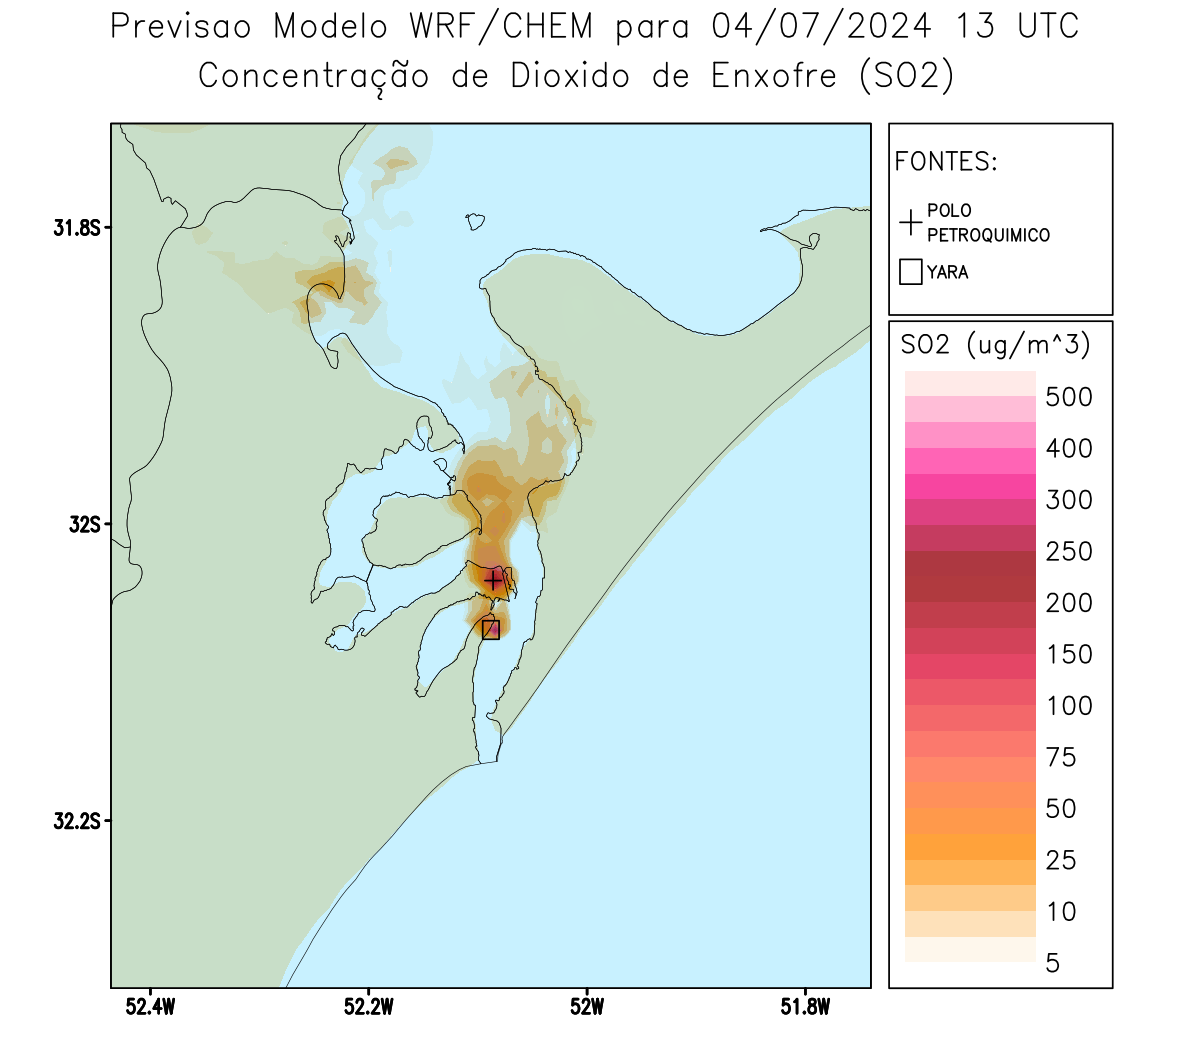 Previsao Modelo WRF/CHEM para 04/07/2024 13 UTC
Concentração de Dioxido de Enxofre (SO2)
FONTES:
POLO
PETROQUIMICO
YARA
SO2 (ug/m^3)
500
400
300
250
200
150
100
75
50
25
10
5
31.8S
32S
32.2S
52.4W
52.2W
52W
51.8W